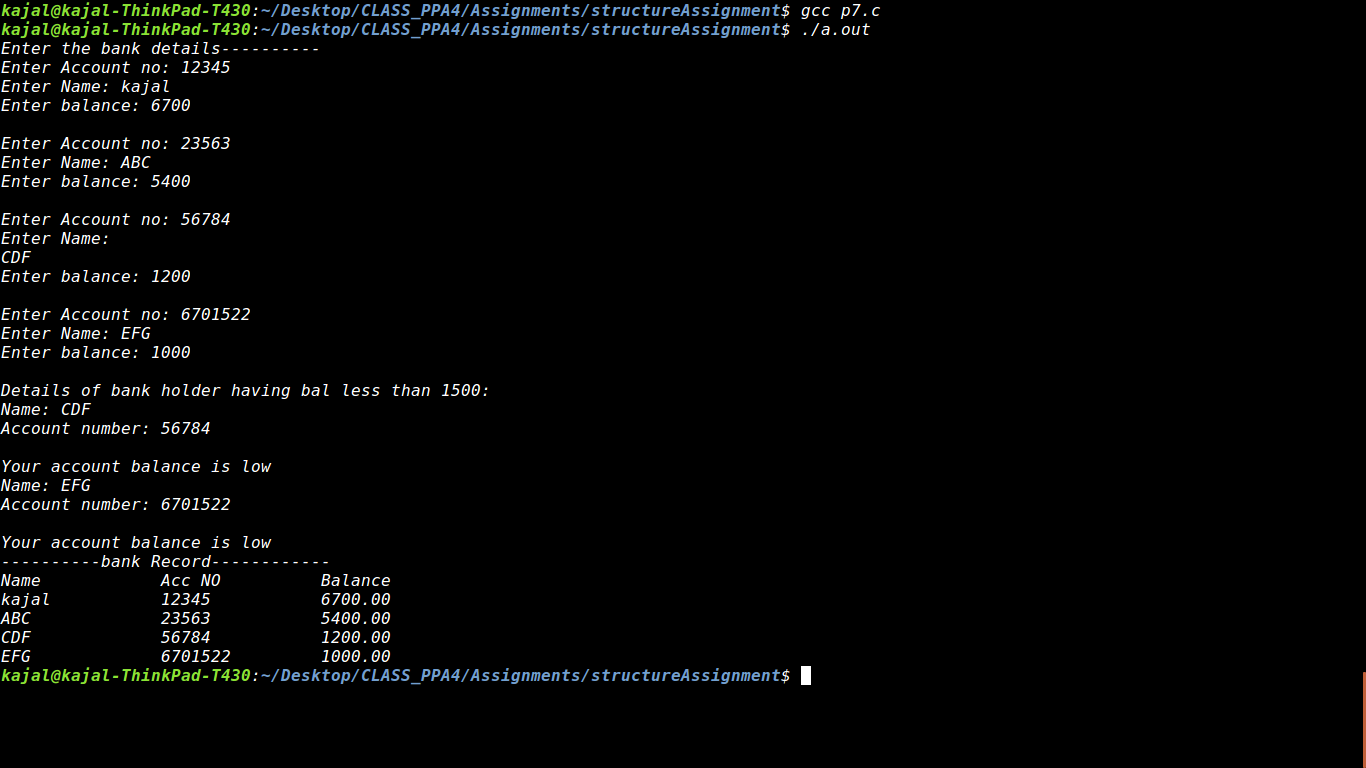 kajal@kajal-ThinkPad-T430:~/Desktop/CLASS_PPA4/Assignments/structureAssignment$ gcc p7.c
kajal@kajal-ThinkPad-T430:~/Desktop/CLASS_PPA4/Assignments/structureAssignment$ ./a.out
Enter the bank details----------
Enter Account no: 12345
Enter Name: kajal
Enter balance: 6700

Enter Account no: 23563
Enter Name: ABC
Enter balance: 5400

Enter Account no: 56784
Enter Name:
CDF
Enter balance: 1200

Enter Account no: 6701522
Enter Name: EFG
Enter balance: 1000

Details of bank holder having bal less than 1500:
Name: CDF
Account number: 56784

Your account balance is low
Name: EFG
Account number: 6701522

Your account balance is low
----------bank Record------------
Name            Acc NO          Balance
kajal           12345           6700.00
ABC             23563           5400.00
CDF             56784           1200.00
EFG             6701522         1000.00
kajal@kajal-ThinkPad-T430:~/Desktop/CLASS_PPA4/Assignments/structureAssignment$